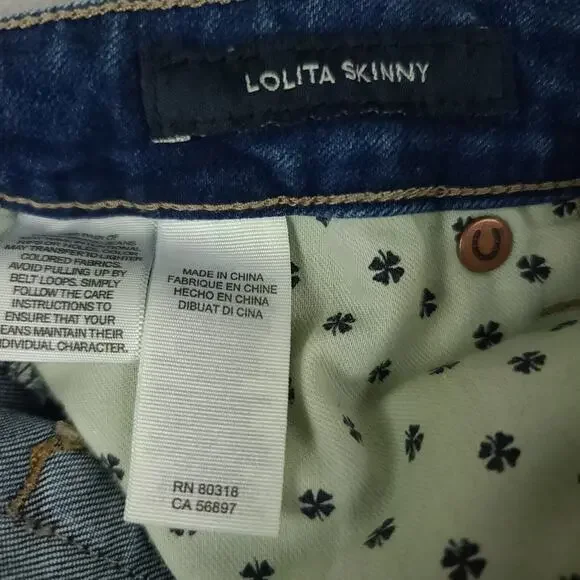 LOLITA SKINNY
MAY TRANSFER TO LIGHTER
COLORED FABRICS.
AVOID PULLING UP BY
BELT LOOPS. SIMPLY
FOLLOW THE CARE
INSTRUCTIONS TO
ENSURE THAT YOUR
JEANS MAINTAIN THEIR
INDIVIDUAL CHARACTER.
MADE IN CHINA
FABRIQUE EN CHINE
HECHO EN CHINA
DIBUAT DI CINA
RN 80318
CA 56897